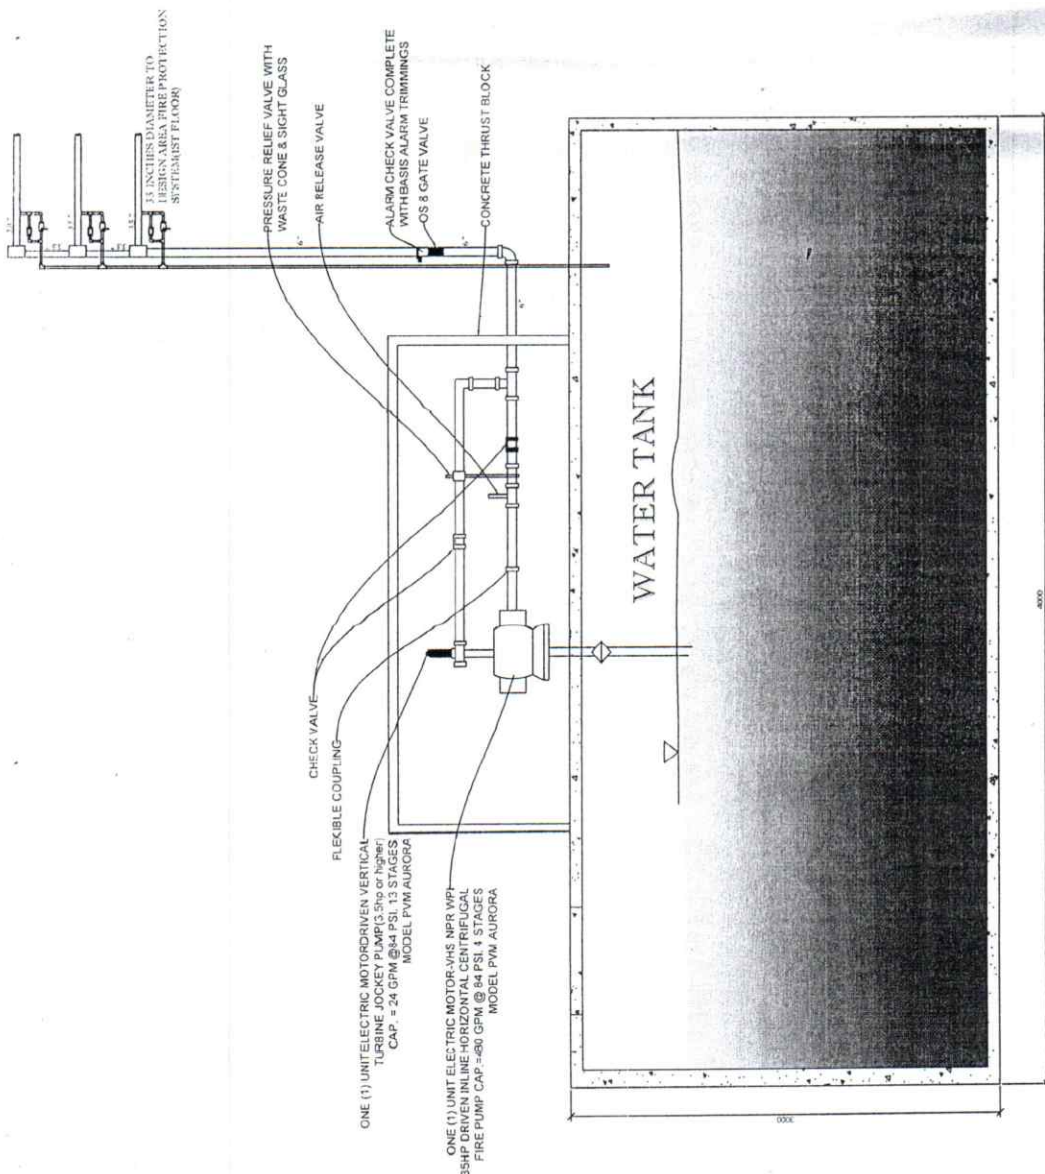 33 INCHES DIAMETER TO
DESIGN AREA FIRE PROTECTION
SYSTEM(IST FLOOR)
PRESSURE RELIEF VALVE WITH
WASTE CONE & SIGHT GLASS
AIR RELEASE VALVE
ALARM CHECK VALVE COMPLETE
WITH BASIS ALARM TRIMMINGS
OS 8 GATE VALVE
CONCRETE THRUST BLOCK
6"
6"
6"
CHECK VALVE
FLEXIBLE COUPLING
ONE (1) UNIT ELECTRIC MOTORDRIVEN VERTICAL
TURBINE JOCKEY PUMP(3.5hp or higher)
CAP. = 24 GPM @84 PSI, 13 STAGES
MODEL PVM AURORA
ONE (1) UNIT ELECTRIC MOTOR-VHS NPR WPI
35HP DRIVEN INLINE HORIZONTAL CENTRIFUGAL
FIRE PUMP CAP.=480 GPM @ 84 PSI, 4 STAGES
MODEL PVM AURORA
WATER TANK
4000
3000